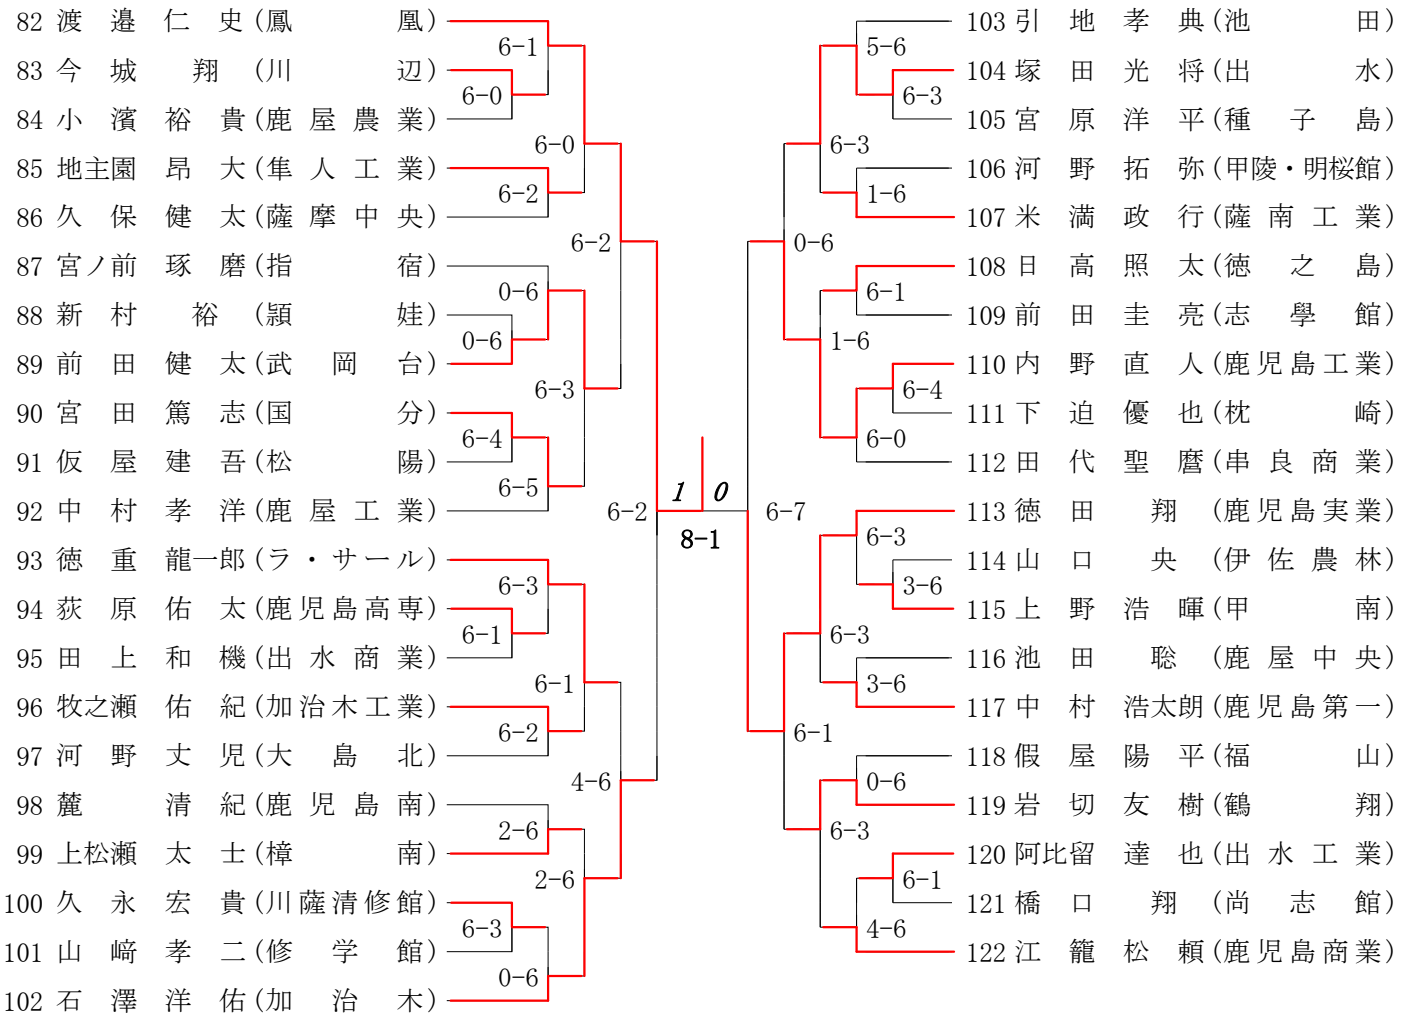 82 渡邉仁史(鳳凰)
83 今城翔(川辺)
84 小濱裕貴(鹿屋農業)
85 地主園昂大(隼人工業)
86 久保健太(薩摩中央)
87 宮ノ前琢磨(指宿)
88 新村裕(頴娃)
89 前田健太(武岡台)
90 宮田篤志(国分)
91 仮屋建吾(松陽)
92 中村孝洋(鹿屋工業)
93 徳重龍一郎(ラ・サール)
94 荻原佑太(鹿児島高専)
95 田上和機(出水商業)
96 牧之瀬佑紀(加治木工業)
97 河野丈児(大島北)
98 麓清紀(鹿児島南)
99 上松瀬太士(樟南)
100 久永宏貴(川薩清修館)
101 山﨑孝二(修学館)
102 石澤洋佑(加治木)
6-1
6-0
6-0
6-2
6-2
0-6
0-6
6-3
6-4
6-5
6-2
6-3
6-1
6-1
6-2
4-6
2-6
2-6
6-3
0-6
1 0
8-1
103 引地孝典(池田)
104 塚田光将(出水)
105 宮原洋平(種子島)
106 河野拓弥(甲陵・明桜館)
107 米満政行(薩南工業)
108 日高照太(徳之島)
109 前田圭亮(志學館)
110 内野直人(鹿児島工業)
111 下迫優也(枕崎)
112 田代聖麿(串良商業)
113 徳田翔(鹿児島実業)
114 山口央(伊佐農林)
115 上野浩暉(甲南)
116 池田聡(鹿屋中央)
117 中村浩太朗(鹿児島第一)
118 假屋陽平(福山)
119 岩切友樹(鶴翔)
120 阿比留達也(出水工業)
121 橋口翔(尚志館)
122 江籠松頼(鹿児島商業)
5-6
6-3
6-3
1-6
0-6
6-1
1-6
6-4
6-0
6-7
6-3
3-6
6-3
3-6
6-1
0-6
6-3
6-1
4-6